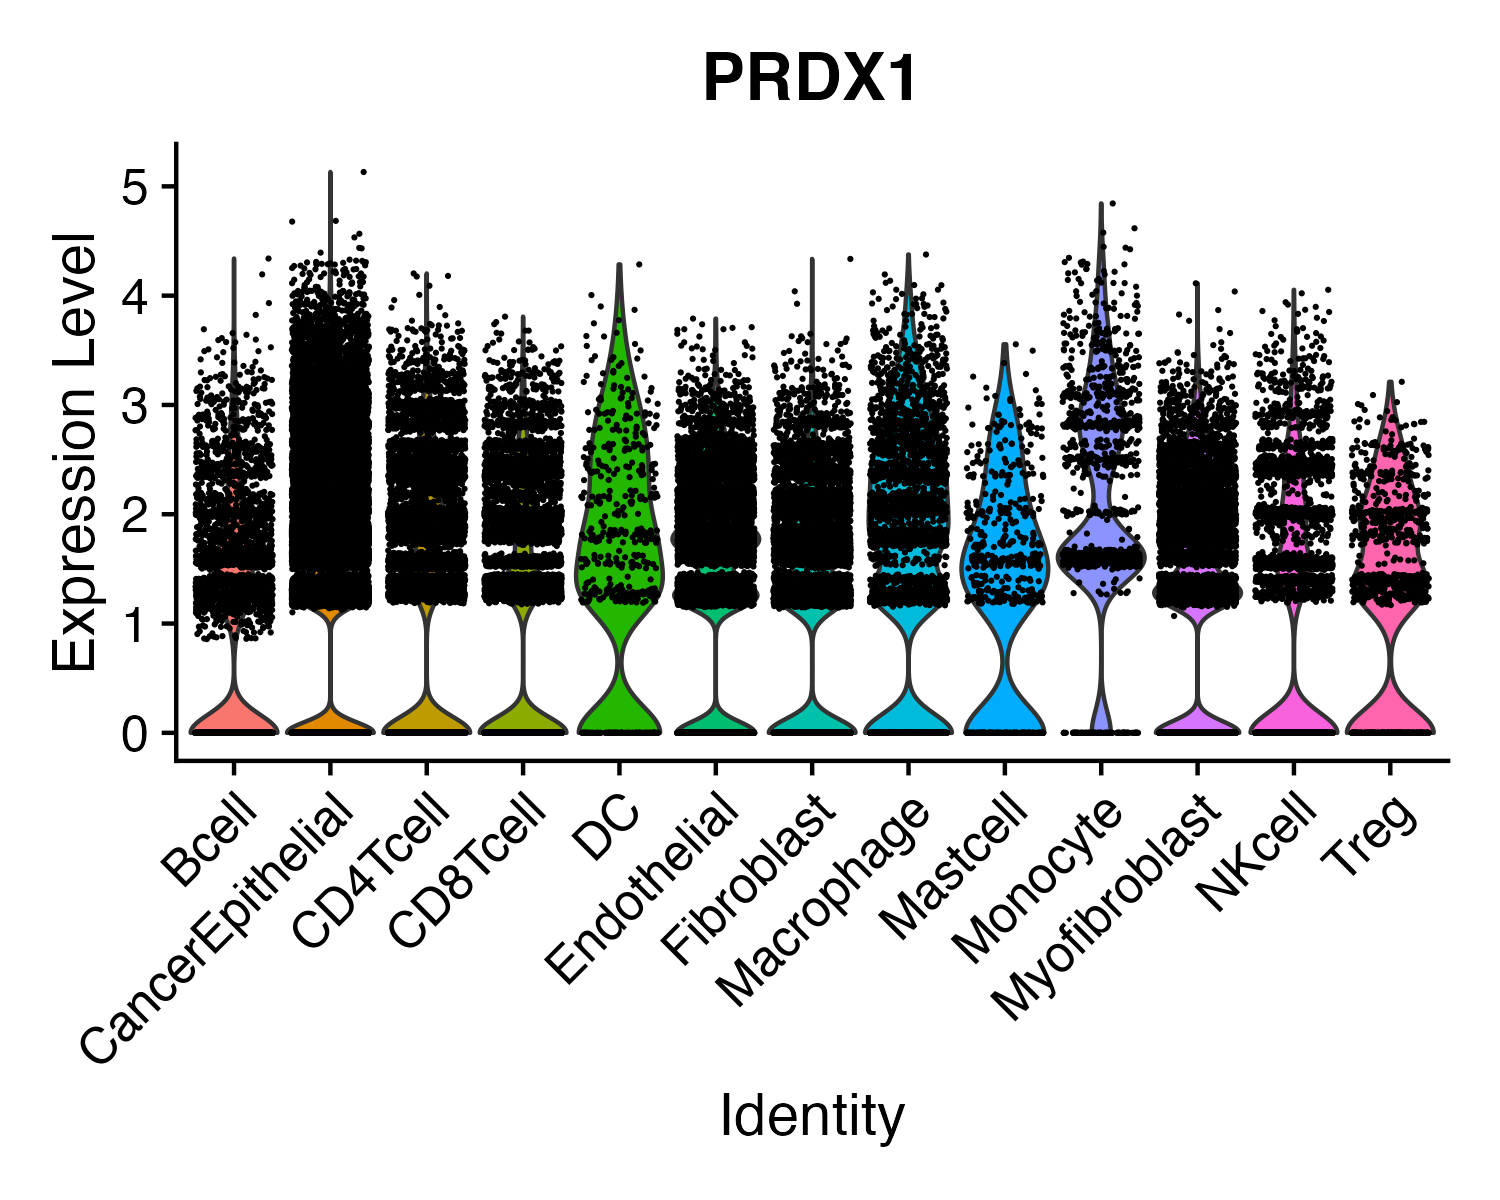 PRDX1
Expression Level
5
4
3
2
1
0
Bcell
CancerEpithelial
CD4Tcell
CD8Tcell
DC
Endothelial
Fibroblast
Macrophage
Mastcell
Monocyte
Myofibroblast
NKcell
Treg
Identity